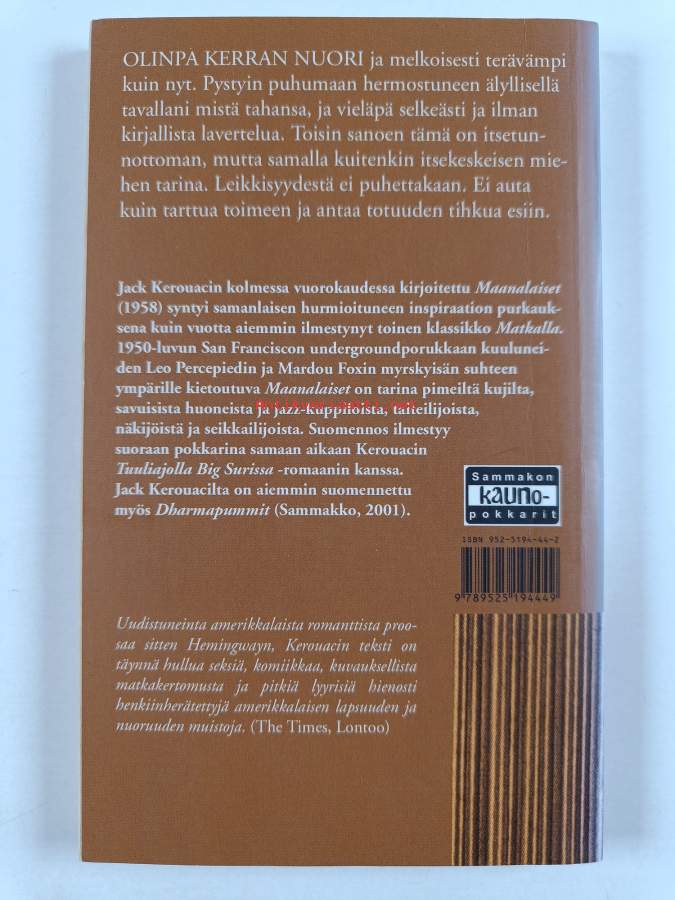 OLINPA KERRAN NUORI ja melkoisesti terävämpi
kuin nyt. Pystyin puhumaan hermostuneen älyllisellä
tavallani mistä tahansa, ja vieläpä selkeästi ja ilman
kirjallista lavertelua. Toisin sanoen tämä on itsetun-
nottoman, mutta samalla kuitenkin itsekeskeisen mie-
hen tarina. Leikkisyydestä ei puhettakaan. Ei auta
kuin tarttua toimeen ja antaa totuuden tihkua esiin.
Jack Kerouacin kolmessa vuorokaudessa kirjoitettu Maanalaiset
(1958) syntyi samanlaisen hurmioituneen inspiraation purkauk-
sena kuin vuotta aiemmin ilmestynyt toinen klassikko Matkalla.
1950-luvun San Franciscon undergroundporukkaan kuulunei-
den Leo Percepiedin ja Mardou Foxin myrskyisän suhteen
ympärille kietoutuva Maanalaiset on tarina pimeiltä kujilta,
savuisista huoneista ja jazz-kuppiloista, taiteilijoista,
näkijöistä ja seikkailijoista. Suomennos ilmestyy
suoraan pokkarina samaan aikaan Kerouacin
Tuuliajolla Big Surissa -romaanin kanssa.
Jack Kerouacilta on aiemmin suomennettu
myös Dharmapummit (Sammakko, 2001).
Sammakon
kauno-
pokkarit
ISBN 952-5194-44-2
9 789525 194449
Uudistuneinta amerikkalaista romanttista proo-
saa sitten Hemingwayn, Kerouacin teksti on
täynnä hullua seksiä, komiikkaa, kuvauksellista
matkakertomusta ja pitkiä lyyrisiä hienosti
henkiinherätettyjä amerikkalaisen lapsuuden ja
nuoruuden muistoja. (The Times, Lontoo)